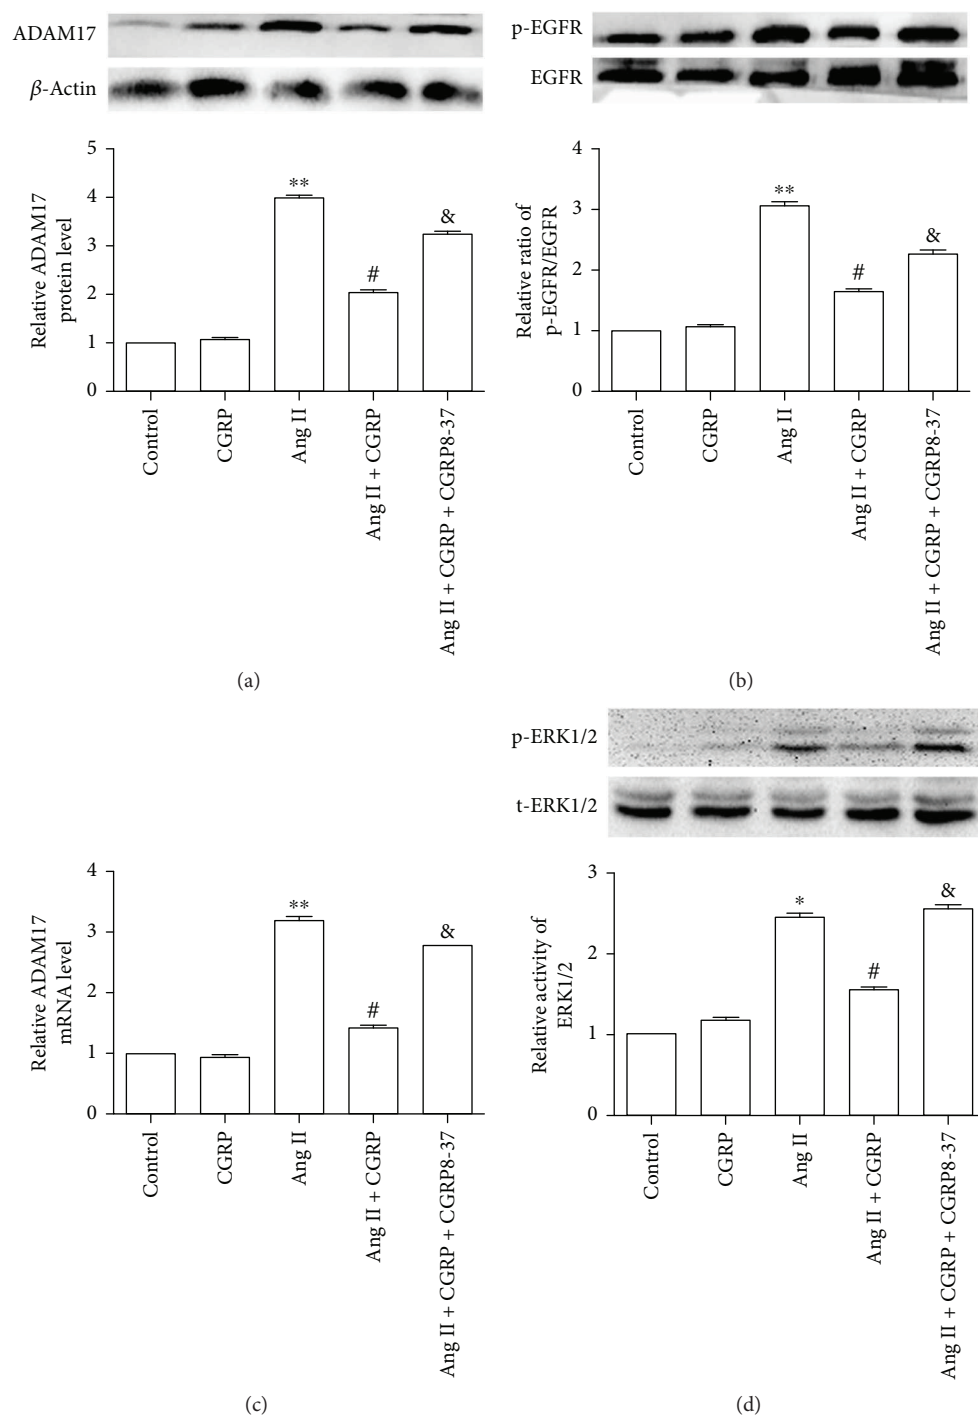 ADAM17
β-Actin
Relative ADAM17
protein level
5
4
3
2
1
0
**
#
&
Control
CGRP
Ang II
Ang II + CGRP
Ang II + CGRP + CGRP8-37
(a)
p-EGFR
EGFR
Relative ratio of
p-EGFR/EGFR
4
3
2
1
0
**
#
&
Control
CGRP
Ang II
Ang II + CGRP
Ang II + CGRP + CGRP8-37
(b)
Relative ADAM17
mRNA level
4
3
2
1
0
**
#
&
Control
CGRP
Ang II
Ang II + CGRP
Ang II + CGRP + CGRP8-37
(c)
p-ERK1/2
t-ERK1/2
Relative activity of
ERK1/2
3
2
1
0
*
#
&
Control
CGRP
Ang II
Ang II + CGRP
Ang II + CGRP + CGRP8-37
(d)